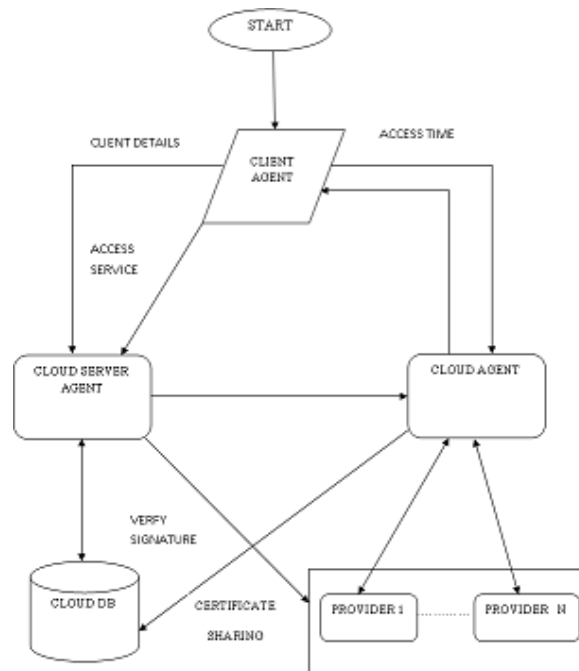 START
CLIENT DETAILS
ACCESS TIME
CLIENT
AGENT
ACCESS
SERVICE
CLOUD SERVER
AGENT
CLOUD AGENT
VERFY
SIGNATURE
CLOUD DB
CERTIFICATE
SHARING
PROVIDER 1
PROVIDER N